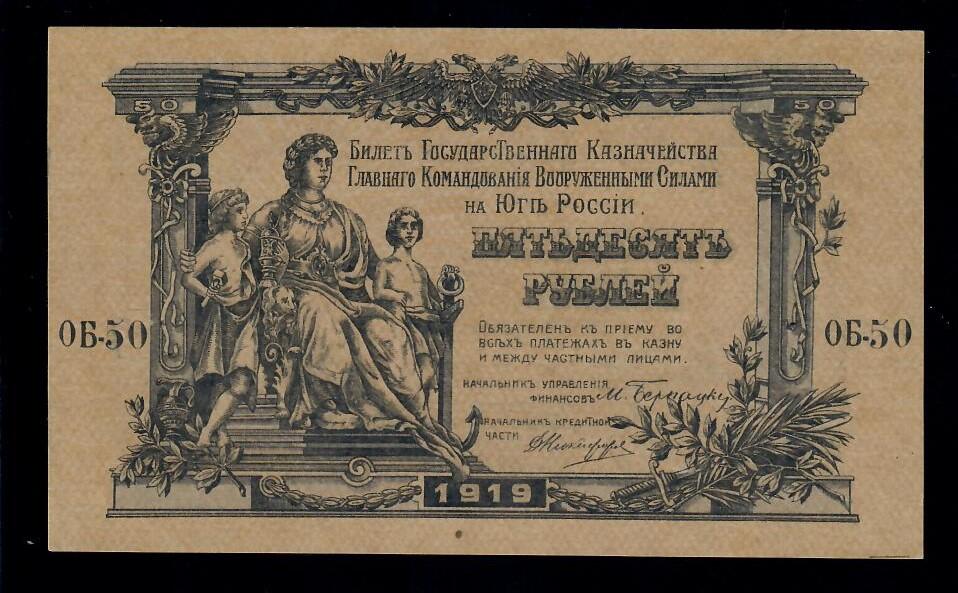 50 50
Билетъ Государственнаго Казначейства
Главнаго Командованія Вооруженными Силами
на Югѣ Россіи.
ПЯТЬДЕСЯТЪ
РУБЛЕЙ
ОБ-50 ОБ-50
Обязателенъ къ пріему во
всѣхъ платежахъ въ казну
и между частными лицами.
Начальникъ управленія
финансовъ М. Бернацкій
Начальникъ кредитной
части
1919